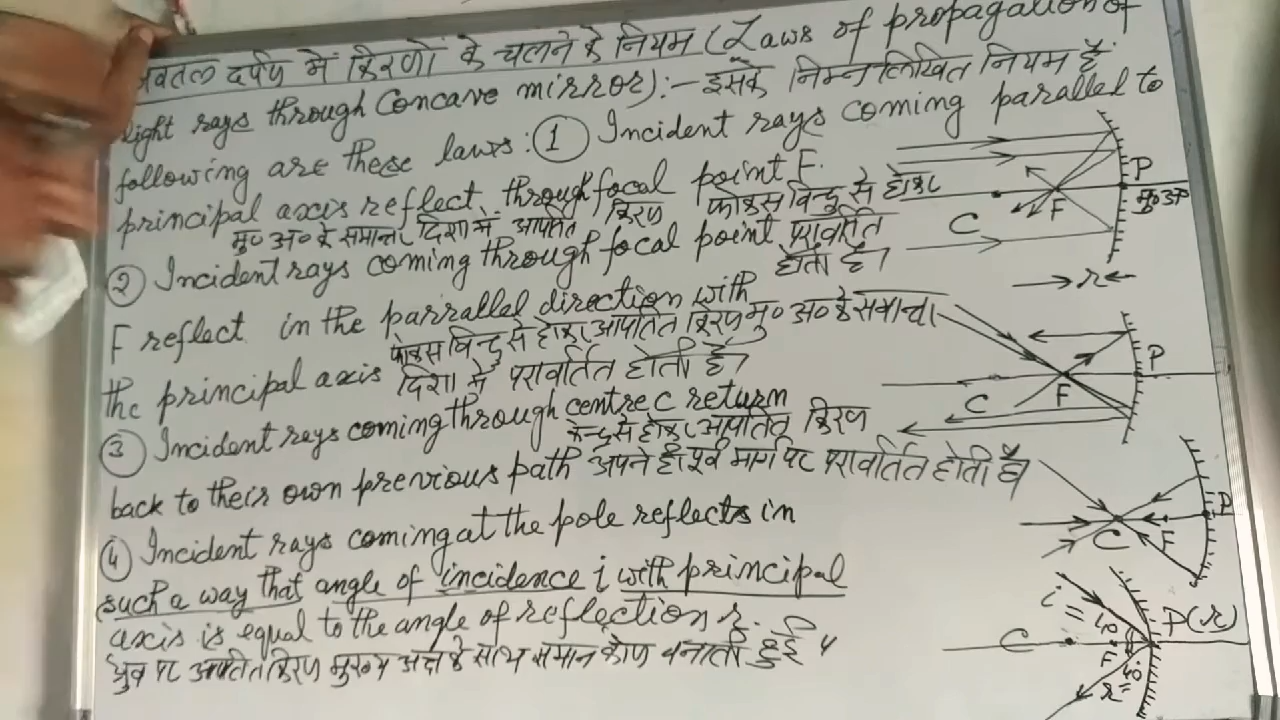 अवतल दर्पण में किरणों के चलने के नियम (Laws of propagation of
light rays through Concave mirror):- इसके निम्नलिखित नियम हैं
following are these laws: ① Incident rays coming parallel to
principal axis reflect through focal point F.
मु० अ० के समान्तर दिशा में आपतित किरण फोकस बिन्दु से होकर
परावर्तित होती है।
② Incident rays coming through focal point
F reflect in the parrallel direction with
फोकस बिन्दु से होकर आपतित किरण मु० अ० के समान्तर
the principal axis दिशा में परावर्तित होती हैं
③ Incident rays coming through centre C return
केन्द्र से होकर आपतित किरण
back to their own previous path अपने ही पूर्व मार्ग पर परावर्तित होती है
④ Incident rays coming at the pole reflects in
such a way that angle of incidence i with principal
axis is equal to the angle of reflection r.
ध्रुव पर आपतित किरण मुख्य अक्ष के साथ समान कोण बनाती हुई "
P
मु० अ०
F
C
r
P
C
F
P
C
F
i =
40
P(r)
C
F
40
r =